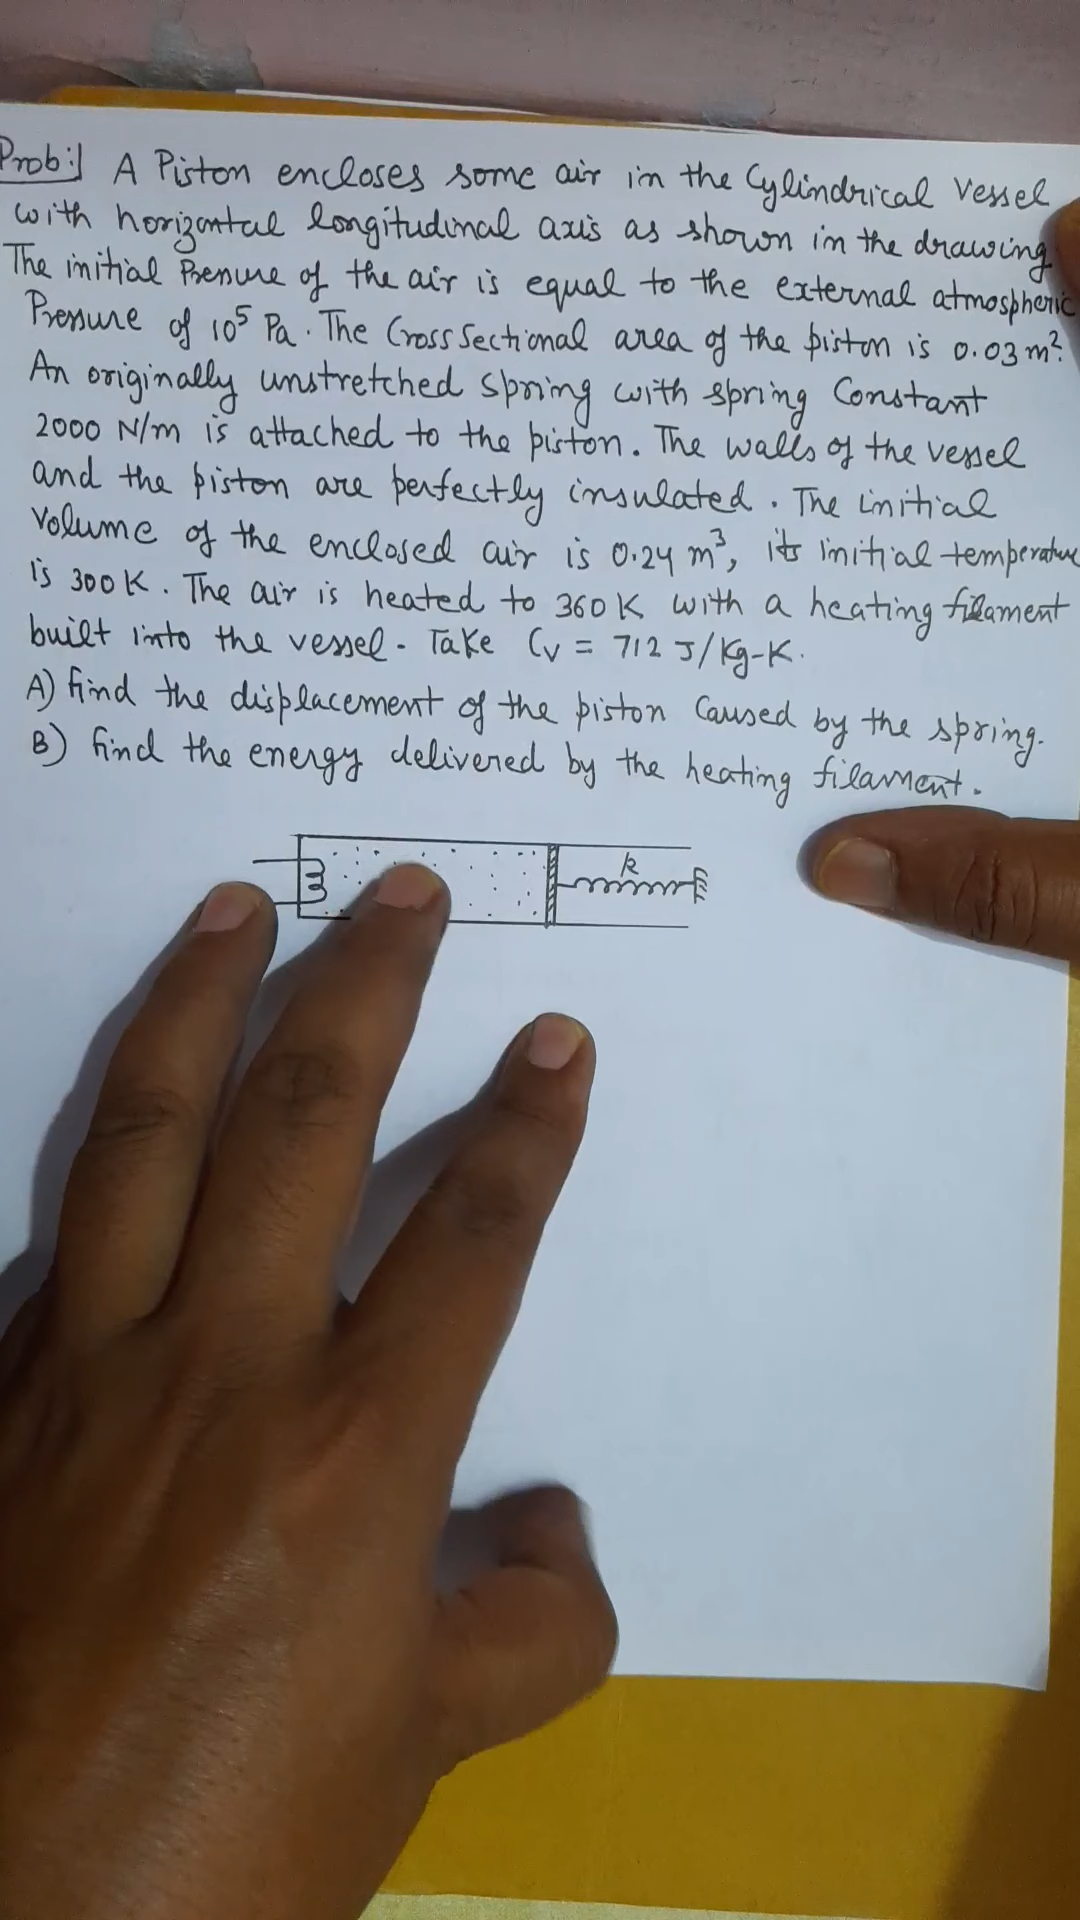 Prob:| A Piston encloses some air in the Cylindrical Vessel
with horizontal longitudinal axis as shown in the drawing
The initial Pressure of the air is equal to the external atmospheric
Pressure of 10⁵ Pa. The Cross Sectional area of the piston is 0.03 m².
An originally unstretched spring with spring Constant
2000 N/m is attached to the piston. The walls of the vessel
and the piston are perfectly insulated. The initial
Volume of the enclosed air is 0.24 m³, its initial temperature
is 300 K. The air is heated to 360 K with a heating filament
built into the vessel. Take Cv = 712 J/Kg-K.
A) find the displacement of the piston Caused by the spring.
B) find the energy delivered by the heating filament.
k